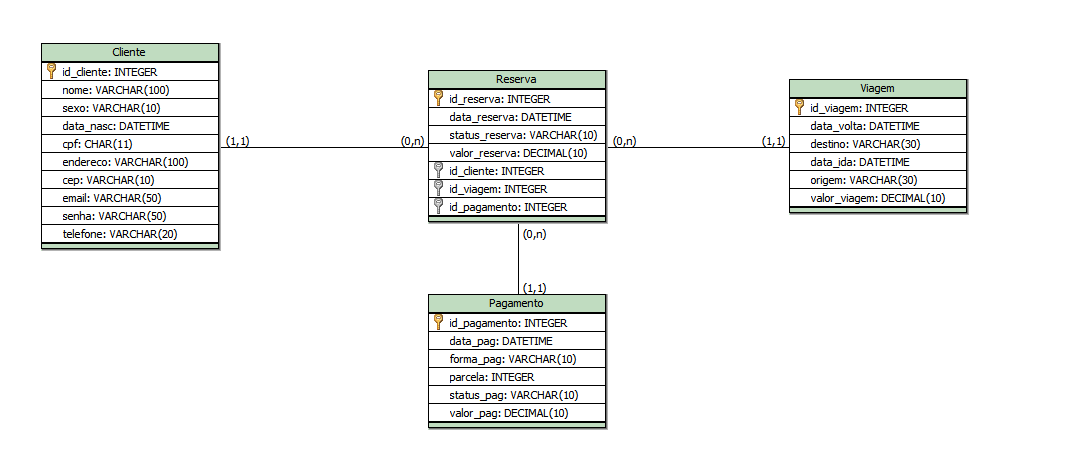 Cliente
id_cliente: INTEGER
nome: VARCHAR(100)
sexo: VARCHAR(10)
data_nasc: DATETIME
cpf: CHAR(11)
endereco: VARCHAR(100)
cep: VARCHAR(10)
email: VARCHAR(50)
senha: VARCHAR(50)
telefone: VARCHAR(20)
(1,1)
(0,n)
Reserva
id_reserva: INTEGER
data_reserva: DATETIME
status_reserva: VARCHAR(10)
valor_reserva: DECIMAL(10)
id_cliente: INTEGER
id_viagem: INTEGER
id_pagamento: INTEGER
(0,n)
(1,1)
Viagem
id_viagem: INTEGER
data_volta: DATETIME
destino: VARCHAR(30)
data_ida: DATETIME
origem: VARCHAR(30)
valor_viagem: DECIMAL(10)
(0,n)
(1,1)
Pagamento
id_pagamento: INTEGER
data_pag: DATETIME
forma_pag: VARCHAR(10)
parcela: INTEGER
status_pag: VARCHAR(10)
valor_pag: DECIMAL(10)